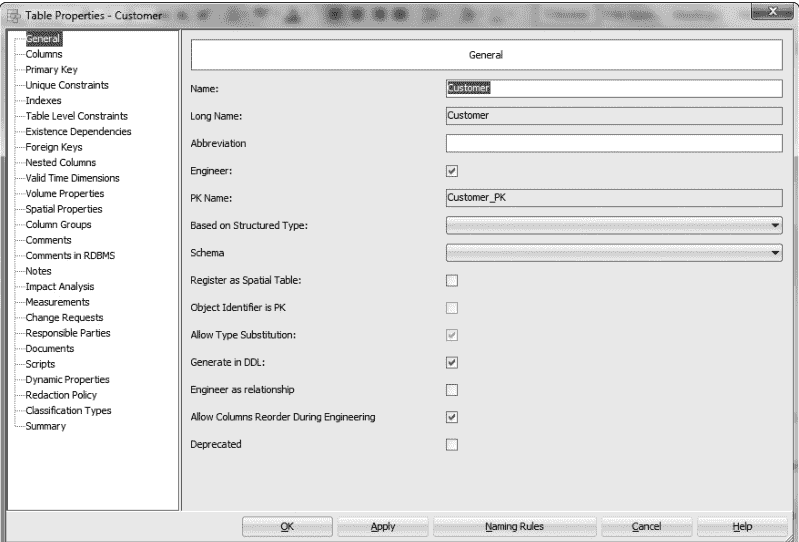 Table Properties - Customer
General
Columns
Primary Key
Unique Constraints
Indexes
Table Level Constraints
Existence Dependencies
Foreign Keys
Nested Columns
Valid Time Dimensions
Volume Properties
Spatial Properties
Column Groups
Comments
Comments in RDBMS
Notes
Impact Analysis
Measurements
Change Requests
Responsible Parties
Documents
Scripts
Dynamic Properties
Redaction Policy
Classification Types
Summary
General
Name: Customer
Long Name: Customer
Abbreviation
Engineer:
PK Name: Customer_PK
Based on Structured Type:
Schema
Register as Spatial Table:
Object Identifier is PK
Allow Type Substitution:
Generate in DDL:
Engineer as relationship
Allow Columns Reorder During Engineering
Deprecated
OK Apply Naming Rules Cancel Help